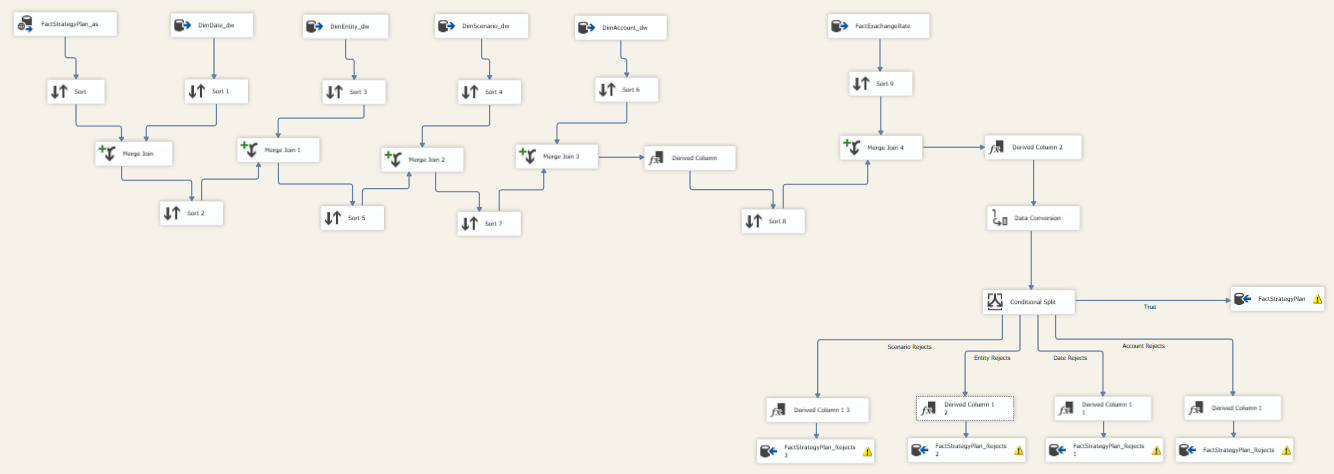 FactStrategyPlan_as
DimDate_dw
DimEntity_dw
DimScenario_dw
DimAccount_dw
FactExachangeRate
Sort
Sort 1
Sort 3
Sort 4
Sort 6
Sort 9
Merge Join
Merge Join 1
Merge Join 2
Merge Join 3
Derived Column
Merge Join 4
Derived Column 2
Sort 2
Sort 5
Sort 7
Sort 8
Data Conversion
Conditional Split
True
FactStrategyPlan
Scenario Rejects
Entity Rejects
Date Rejects
Account Rejects
Derived Column 1 3
Derived Column 1
2
Derived Column 1
1
Derived Column 1
FactStrategyPlan_Rejects
3
FactStrategyPlan_Rejects
2
FactStrategyPlan_Rejects
1
FactStrategyPlan_Rejects